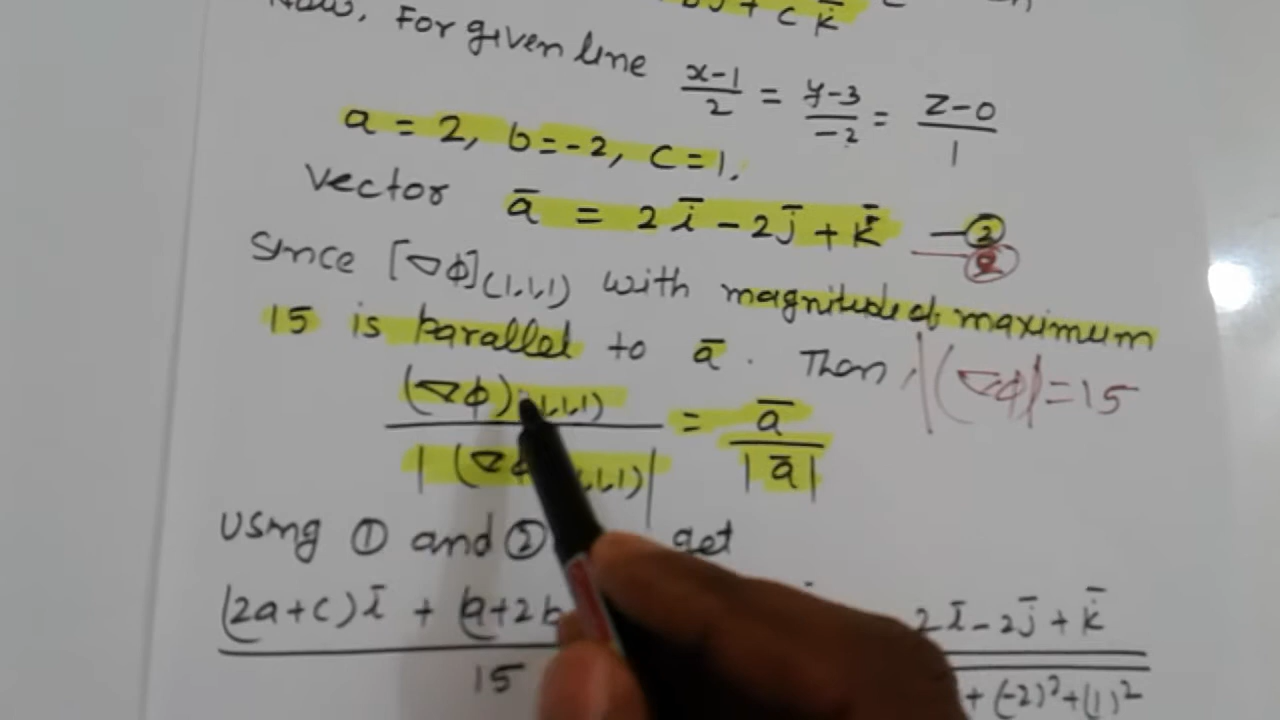 + c k̄
Now, For given line x-1/2 = y-3/-2 = z-0/1
a = 2, b=-2, c=1.
Vector ā = 2ī - 2j̄ + k̄ —②
②
Since [∇φ](1,1,1) with magnitude of maximum
15 is parallel to ā. Then, |(∇φ)|=15
(∇φ)(1,1,1) / |(∇φ)(1,1,1)| = ā / |ā|
Using ① and ② get
(2a+c)ī + (a+2b / 15 2ī-2j̄+k̄ / +(-2)²+(1)²